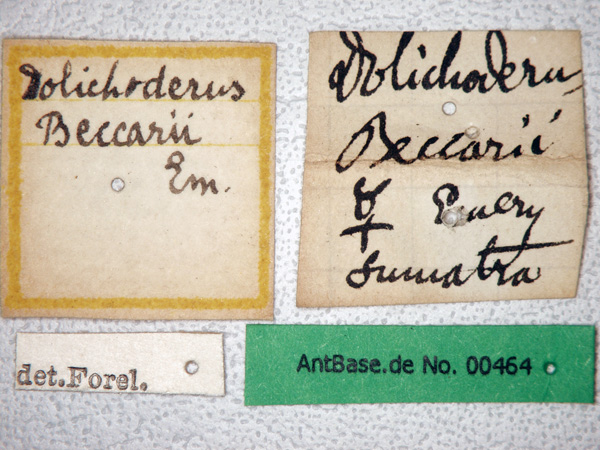 Dolichoderus
Beccarii
Em.
Dolichoderu
Beccarii
☿ Emery
Sumatra
det.Forel.
AntBase.de No. 00464